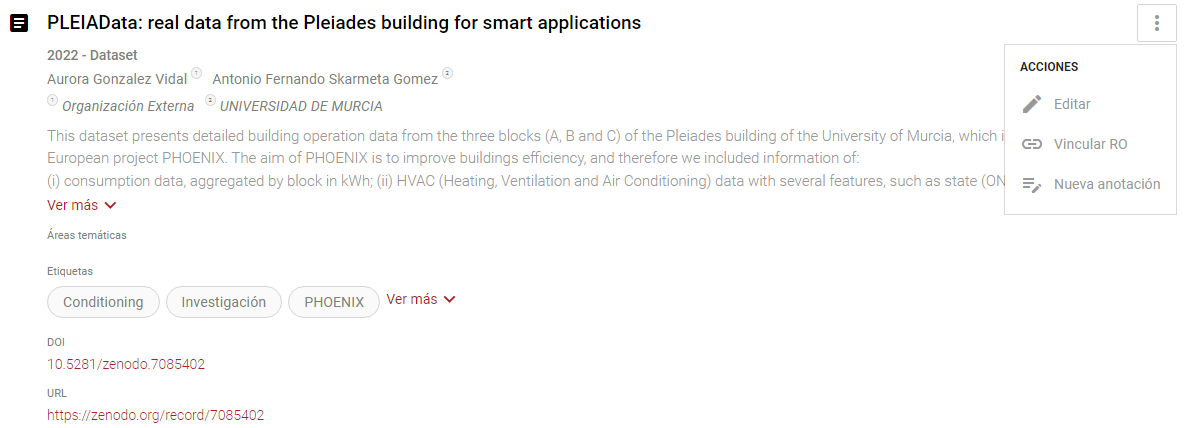 PLEIAData: real data from the Pleiades building for smart applications
2022 - Dataset
Aurora Gonzalez Vidal 1 Antonio Fernando Skarmeta Gomez 2
1 Organización Externa 2 UNIVERSIDAD DE MURCIA
This dataset presents detailed building operation data from the three blocks (A, B and C) of the Pleiades building of the University of Murcia, which
European project PHOENIX. The aim of PHOENIX is to improve buildings efficiency, and therefore we included information of:
(i) consumption data, aggregated by block in kWh; (ii) HVAC (Heating, Ventilation and Air Conditioning) data with several features, such as state (ON
Ver más
Áreas temáticas
Etiquetas
Conditioning Investigación PHOENIX Ver más
DOI
10.5281/zenodo.7085402
URL
https://zenodo.org/record/7085402
ACCIONES
Editar
Vincular RO
Nueva anotación